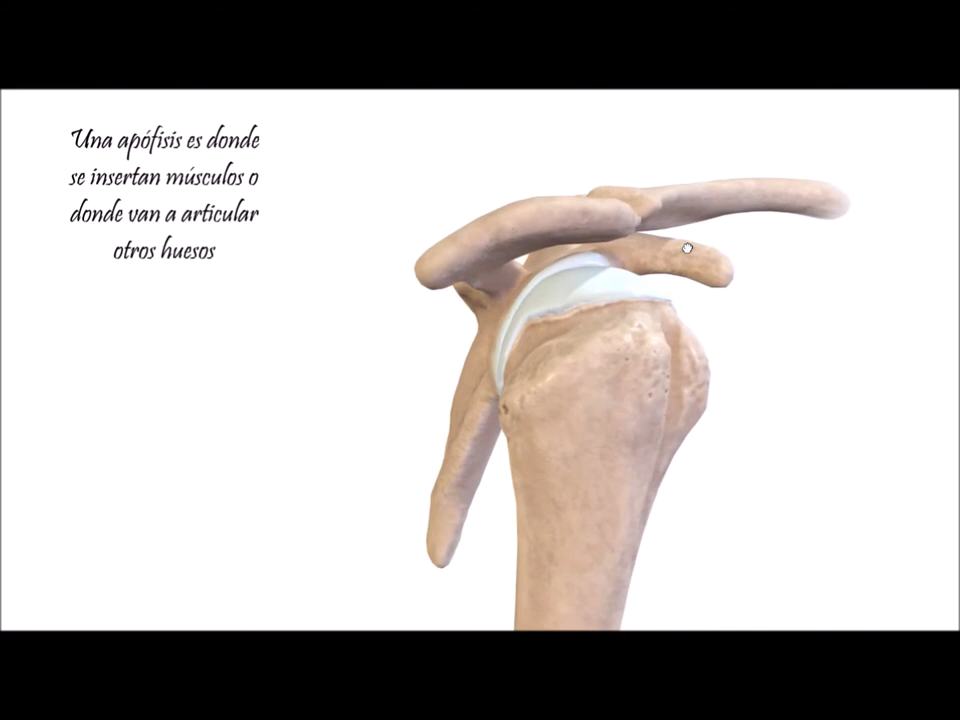 Una apófisis es donde
se insertan músculos o
donde van a articular
otros huesos